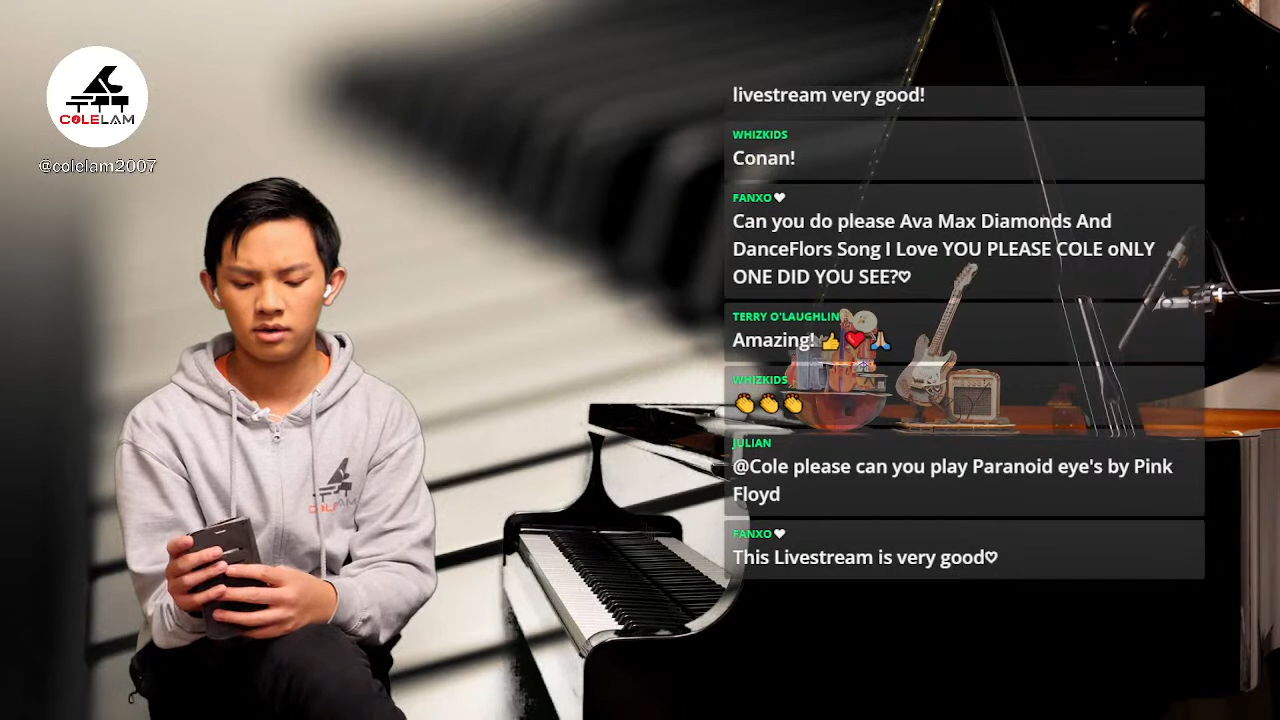 COLELAM
@colelam2007
COLELAM
livestream very good!
WHIZKIDS
Conan!
FANXO🤍
Can you do please Ava Max Diamonds And
DanceFlors Song I Love YOU PLEASE COLE oNLY
ONE DID YOU SEE?♡
TERRY O'LAUGHLIN
Amazing! 👍❤️🙏🏻
WHIZKIDS
👏👏👏
JULIAN
@Cole please can you play Paranoid eye's by Pink
Floyd
FANXO🤍
This Livestream is very good♡